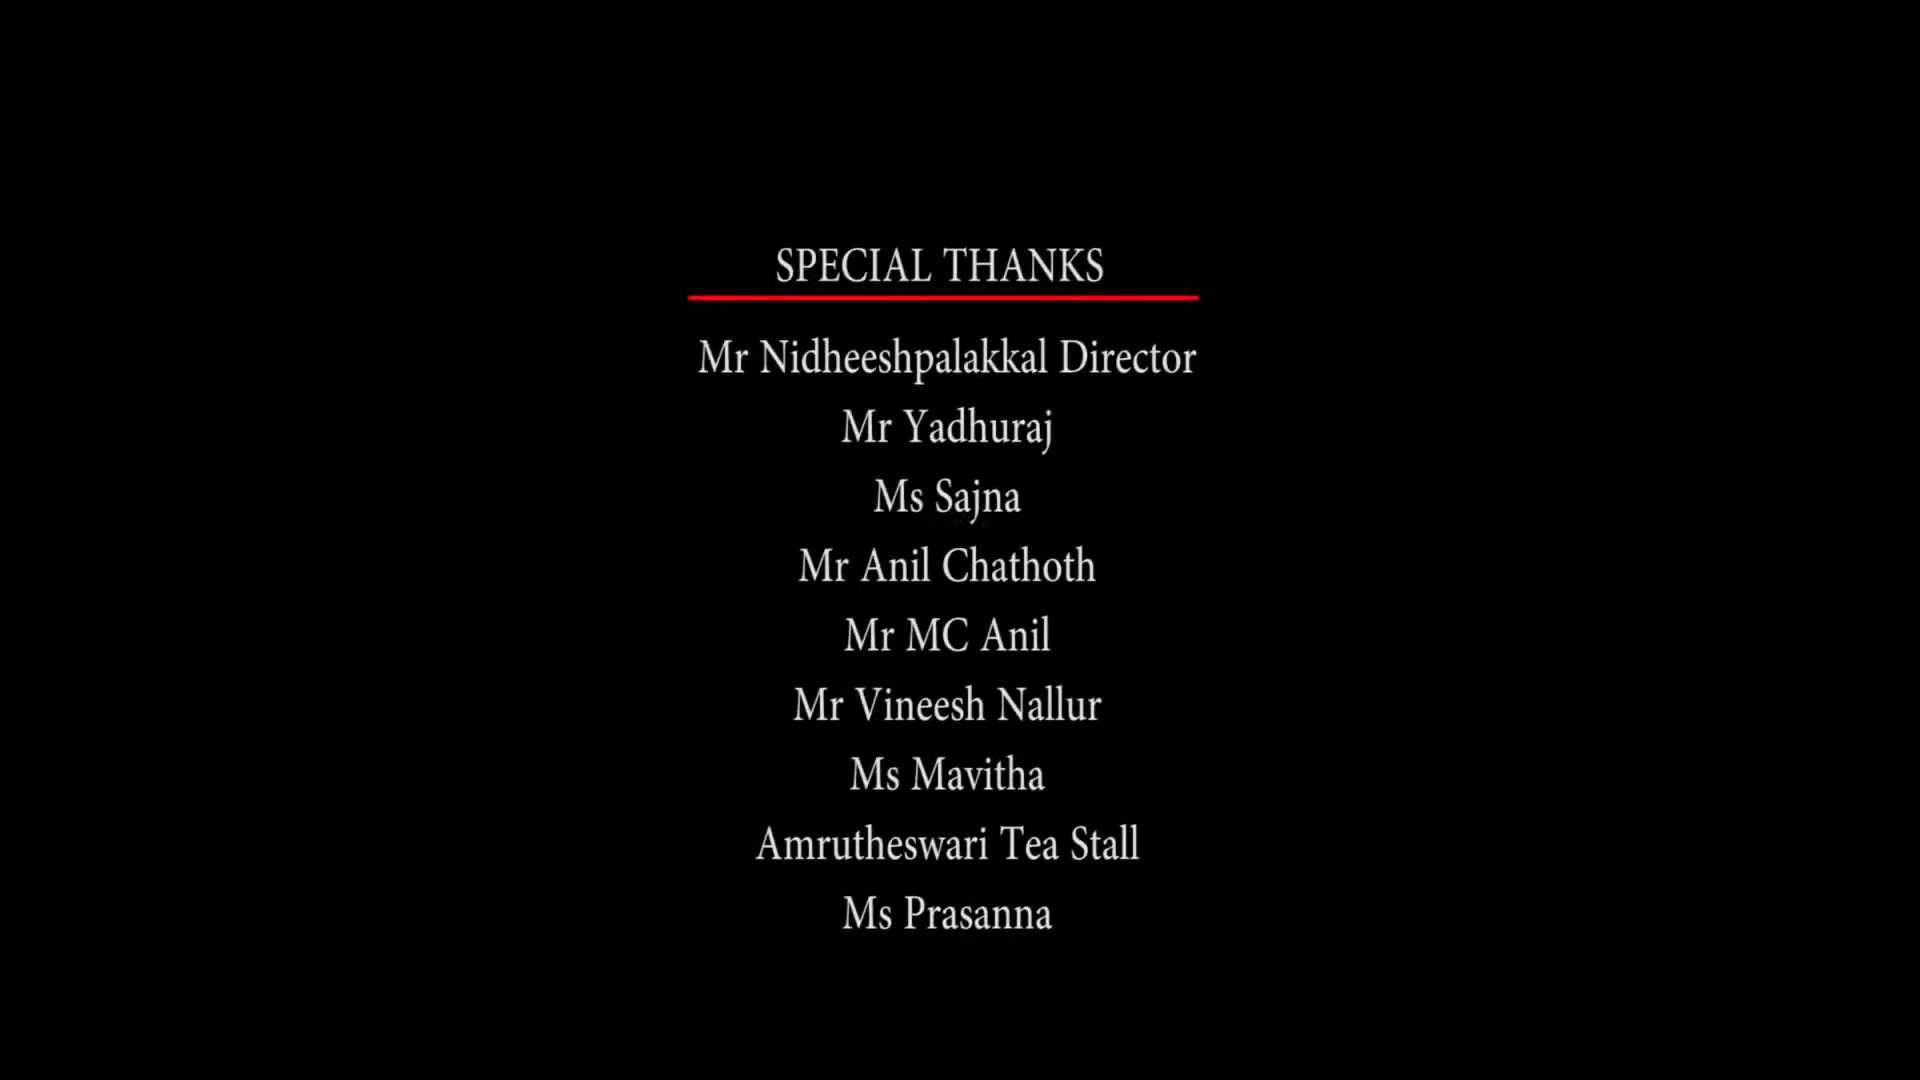 SPECIAL THANKS
Mr Nidheeshpalakkal Director
Mr Yadhuraj
Ms Sajna
Mr Anil Chathoth
Mr MC Anil
Mr Vineesh Nallur
Ms Mavitha
Amrutheswari Tea Stall
Ms Prasanna